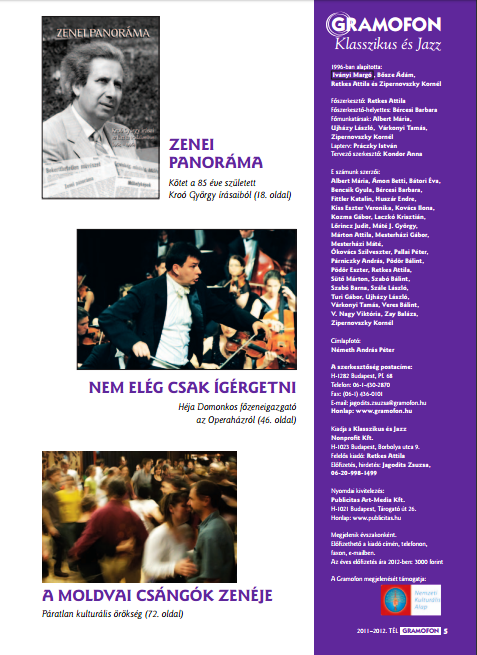 ZENEI PANORÁMA
ZENEI
PANORÁMA
Kötet a 85 éve született
Kroó György írásaiból (18. oldal)
NEM ELÉG CSAK ÍGÉRGETNI
Héja Domonkos főzeneigazgató
az Operaházról (46. oldal)
A MOLDVAI CSÁNGÓK ZENÉJE
Páratlan kulturális örökség (72. oldal)
GRAMOFON
Klasszikus és Jazz
1996-ban alapította:
Iványi Margó, Bősze Ádám,
Retkes Attila és Zipernovszky Kornél
Főszerkesztő: Retkes Attila
Főszerkesztő-helyettes: Bércesi Barbara
Főmunkatársak: Albert Mária,
Ujházy László, Várkonyi Tamás,
Zipernovszky Kornél
Lapterv: Práczky István
Tervező szerkesztő: Kondor Anna
E számunk szerzői:
Albert Mária, Ámon Betti, Bátori Éva,
Bencsik Gyula, Bércesi Barbara,
Fittler Katalin, Huszár Endre,
Kiss Eszter Veronika, Kovács Ilona,
Kozma Gábor, Laczkó Krisztián,
Lőrincz Judit, Máté J. György,
Márton Attila, Mesterházi Gábor,
Mesterházi Máté,
Ókovács Szilveszter, Pallai Péter,
Párniczky András, Pödör Bálint,
Pödör Eszter, Retkes Attila,
Sütő Márton, Szabó Bálint,
Szabó Barna, Szále László,
Turi Gábor, Ujházy László,
Várkonyi Tamás, Veres Bálint,
V. Nagy Viktória, Zay Balázs,
Zipernovszky Kornél
Címlapfotó:
Németh András Péter
A szerkesztőség postacíme:
H-1282 Budapest, Pf. 68
Telefon: 06-1-430-2870
Fax: (06-1) 436-0101
E-mail: jagodits.zsuzsa@gramofon.hu
Honlap: www.gramofon.hu
Kiadja a Klasszikus és Jazz
Nonprofit Kft.
H-1023 Budapest, Borbolya utca 9.
Felelős kiadó: Retkes Attila
Előfizetés, hirdetés: Jagodits Zsuzsa,
06-20-998-1499
Nyomdai kivitelezés:
Publicitas Art-Media Kft.
H-1021 Budapest, Tárogató út 26.
Honlap: www.publicitas.hu
Megjelenik évszakonként.
Előfizethető a kiadó címén, telefonon,
faxon, e-mailben.
Az éves előfizetés ára 2012-ben: 3000 forint
A Gramofon megjelenését támogatja:
Nemzeti
Kulturális
Alap
2011–2012. TÉL GRAMOFON 5